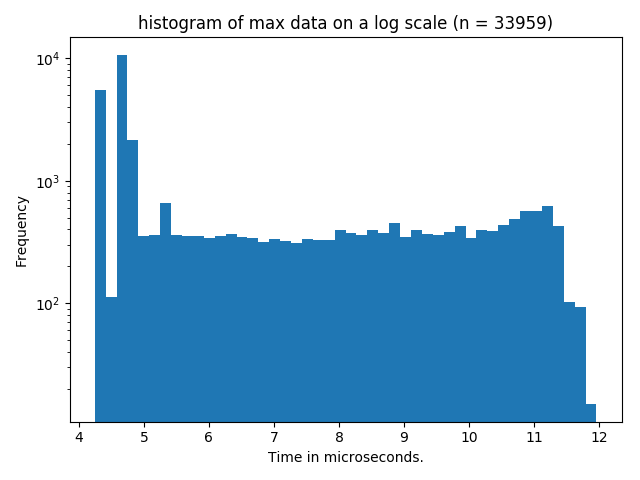 histogram of max data on a log scale (n = 33959)
Frequency
10⁴
10³
10²
4 5 6 7 8 9 10 11 12
Time in microseconds.